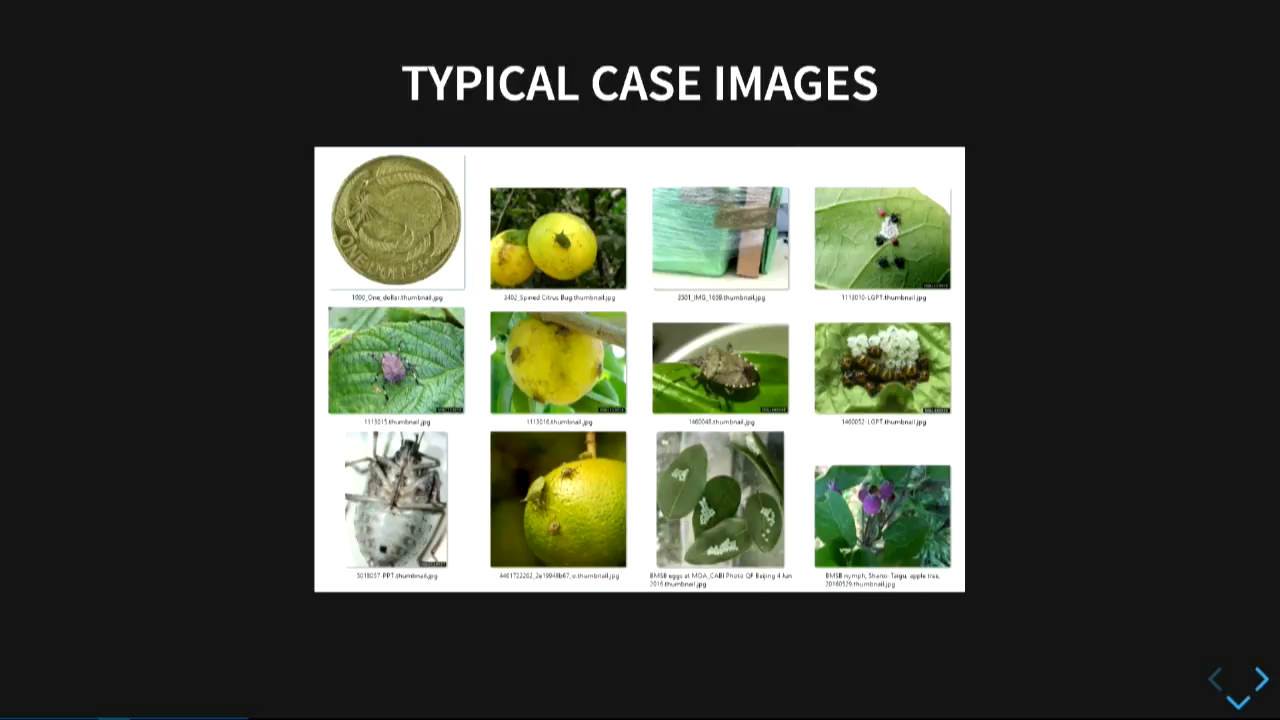 TYPICAL CASE IMAGES
1000_One_dollar.thumbnail.jpg
3402_Spined Citrus Bug.thumbnail.jpg
3501_IMG_1698.thumbnail.jpg
1113010-LGPT.thumbnail.jpg
1113015.thumbnail.jpg
1113016.thumbnail.jpg
1460048.thumbnail.jpg
1460052-LGPT.thumbnail.jpg
5018057-PPT.thumbnail.jpg
BMSB eggs at MOA_CABI Photo QF Beijing 4 Jun
2016.thumbnail.jpg
BMSB nymph, Shanxi-Taigu, apple tree,
20160529.thumbnail.jpg